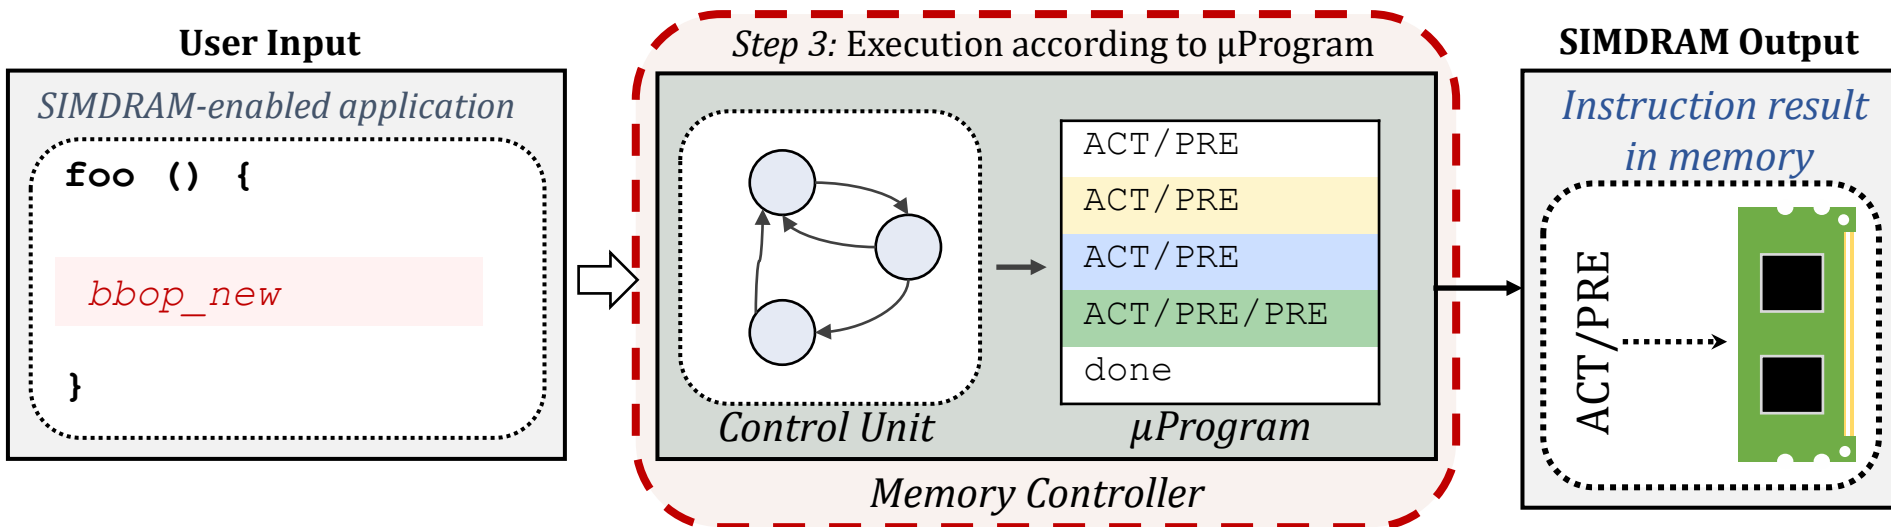 User Input
SIMDRAM-enabled application
foo () {
bbop_new
}
Step 3: Execution according to µProgram
Control Unit
ACT/PRE
ACT/PRE
ACT/PRE
ACT/PRE/PRE
done
µProgram
Memory Controller
SIMDRAM Output
Instruction result
in memory
ACT/PRE